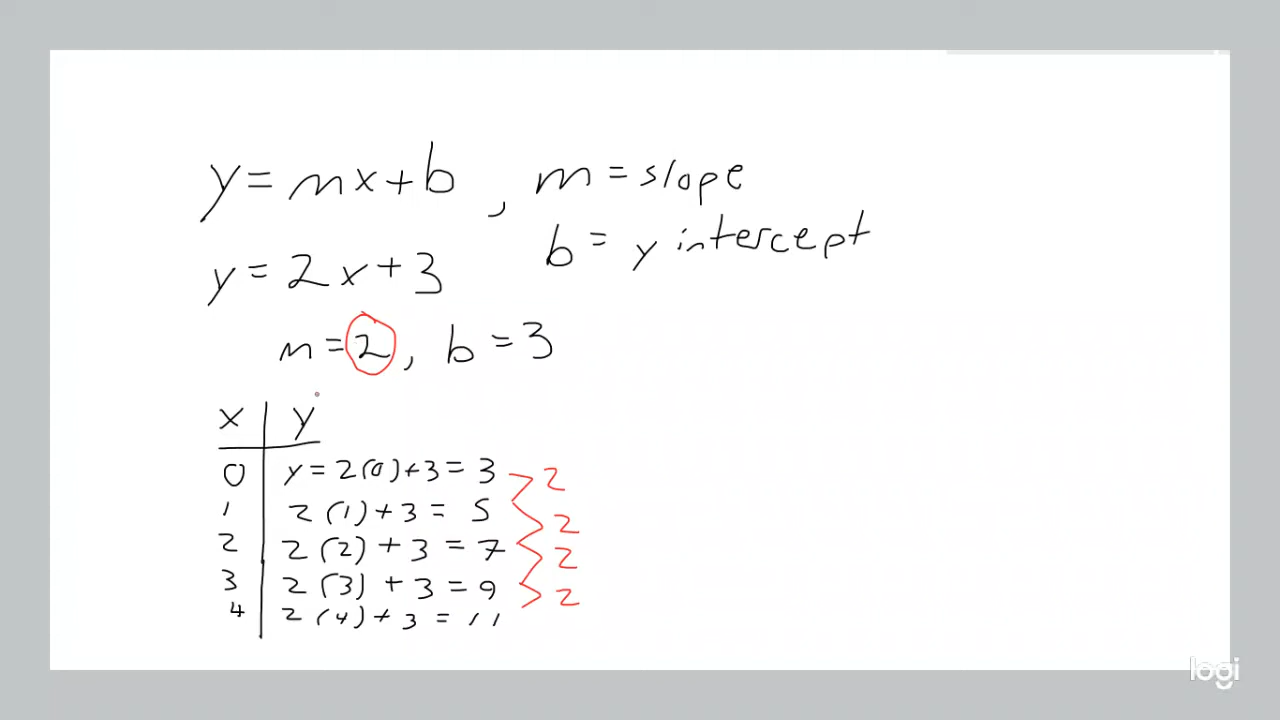 y = mx + b , m = slope
b = y intercept
y = 2x + 3
m = 2 , b = 3
x y
0 y = 2(0) + 3 = 3 2
1 2(1) + 3 = 5 2
2 2(2) + 3 = 7 2
3 2(3) + 3 = 9 2
4 2(4) + 3 = 11
logi